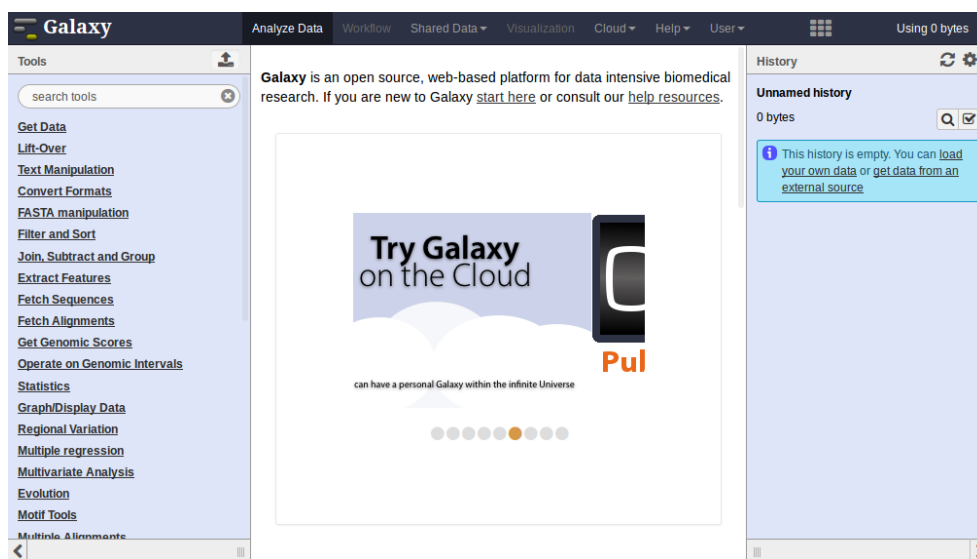 Galaxy
Analyze Data Workflow Shared Data Visualization Cloud Help User Using 0 bytes
Tools
search tools
Get Data
Lift-Over
Text Manipulation
Convert Formats
FASTA manipulation
Filter and Sort
Join, Subtract and Group
Extract Features
Fetch Sequences
Fetch Alignments
Get Genomic Scores
Operate on Genomic Intervals
Statistics
Graph/Display Data
Regional Variation
Multiple regression
Multivariate Analysis
Evolution
Motif Tools
Multiple Alignments
Galaxy is an open source, web-based platform for data intensive biomedical
research. If you are new to Galaxy start here or consult our help resources.
Try Galaxy
on the Cloud
can have a personal Galaxy within the infinite Universe
Pul
History
Unnamed history
0 bytes
This history is empty. You can load
your own data or get data from an
external source